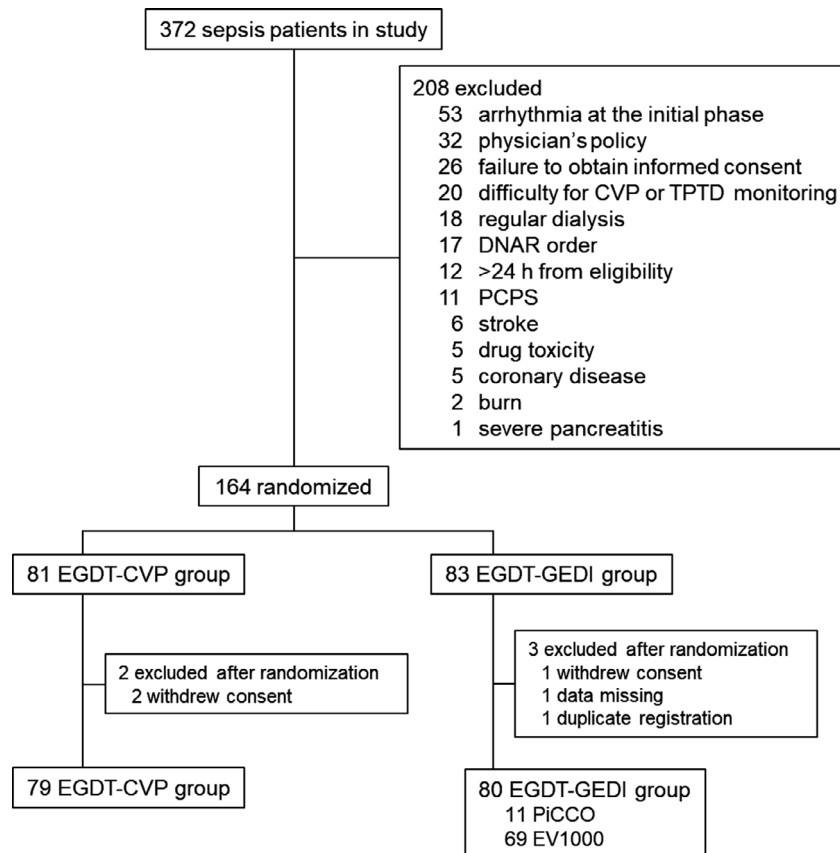 372 sepsis patients in study
208 excluded
53 arrhythmia at the initial phase
32 physician's policy
26 failure to obtain informed consent
20 difficulty for CVP or TPTD monitoring
18 regular dialysis
17 DNAR order
12 >24 h from eligibility
11 PCPS
6 stroke
5 drug toxicity
5 coronary disease
2 burn
1 severe pancreatitis
164 randomized
81 EGDT-CVP group
83 EGDT-GEDI group
2 excluded after randomization
2 withdrew consent
3 excluded after randomization
1 withdrew consent
1 data missing
1 duplicate registration
79 EGDT-CVP group
80 EGDT-GEDI group
11 PiCCO
69 EV1000